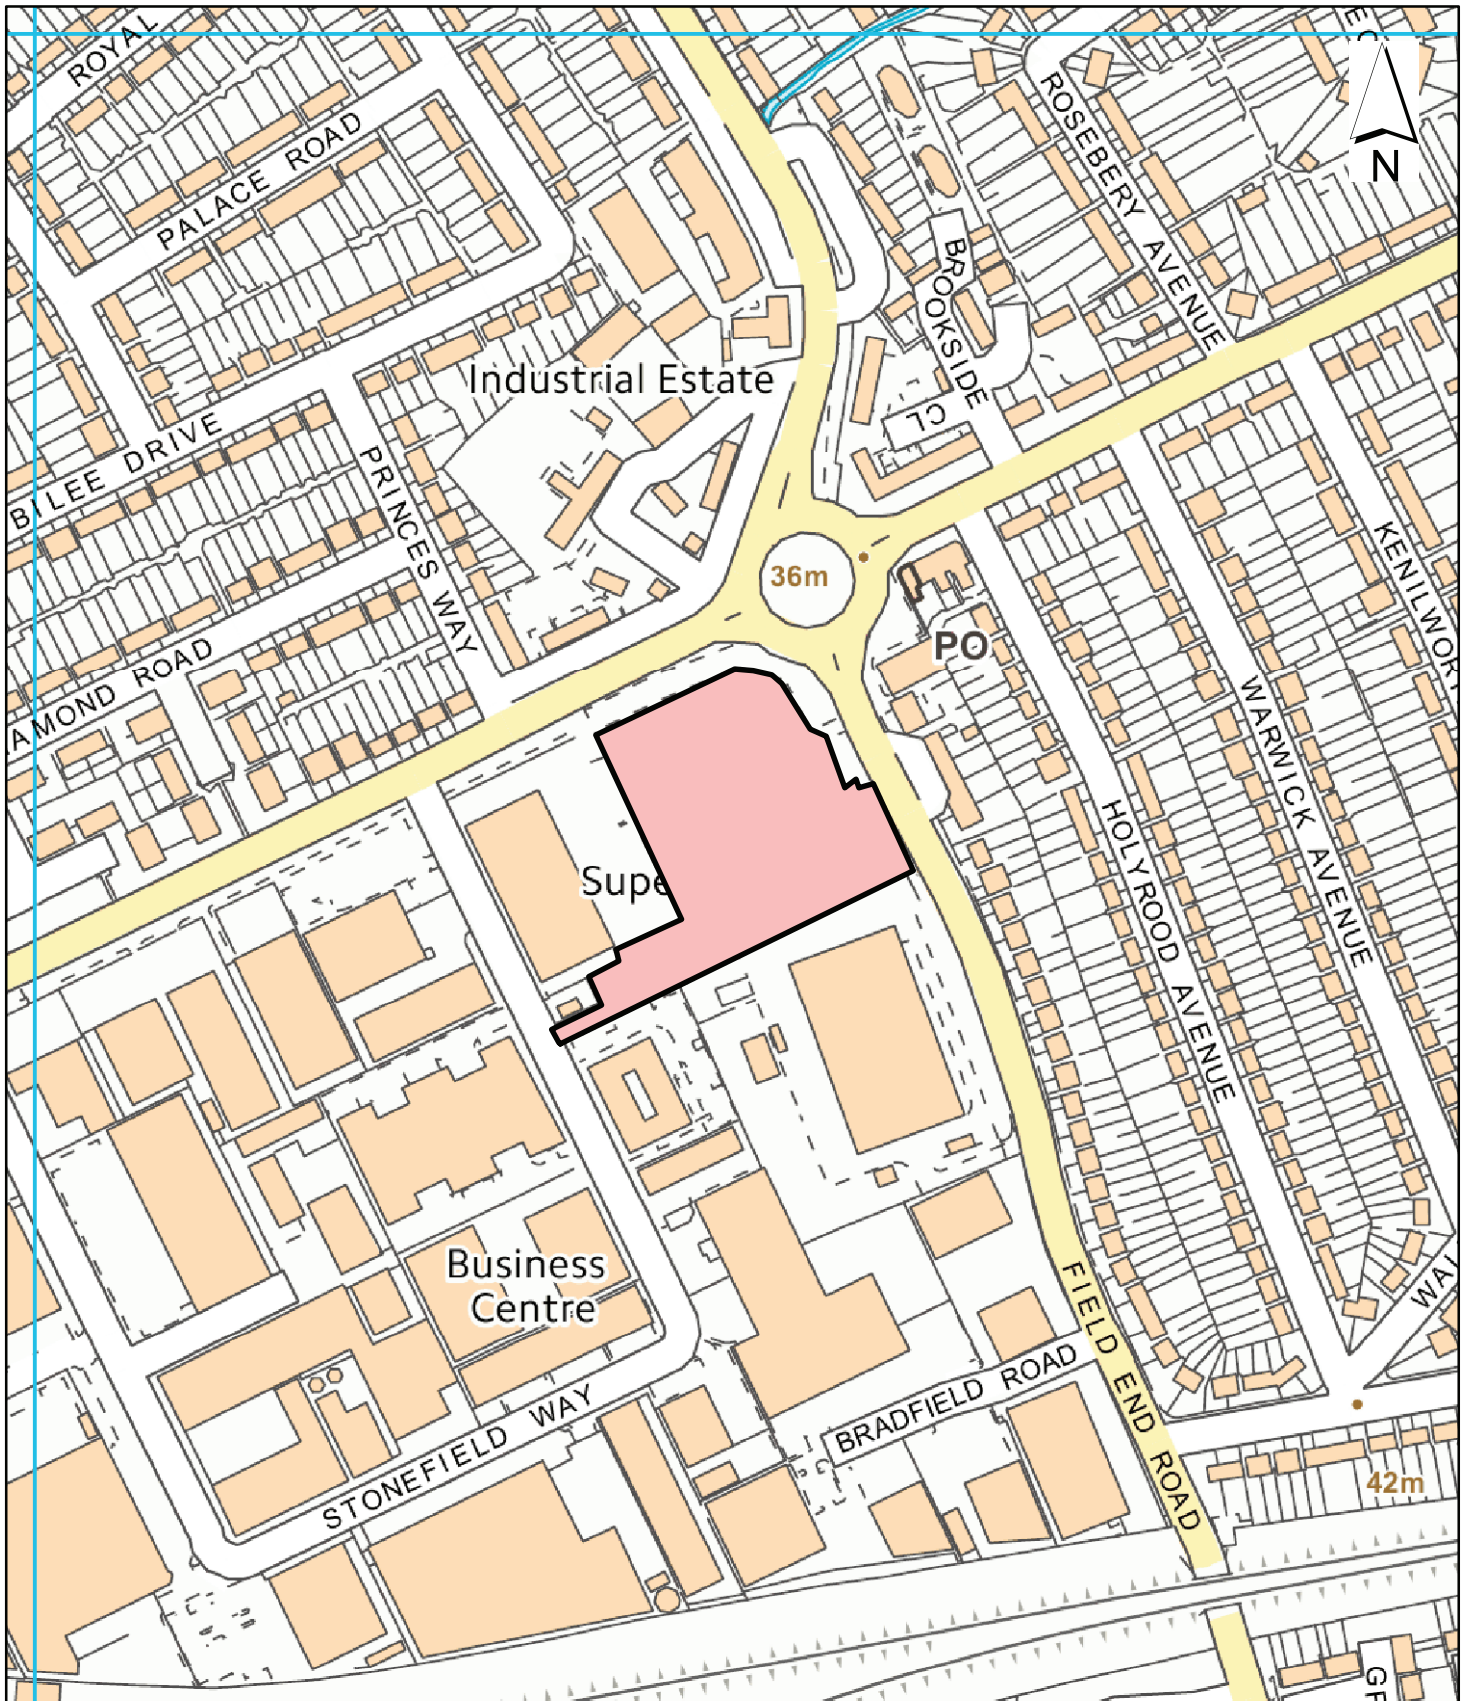 ROYAL
N
PALACE ROAD
ROSEBERY AVENUE
BROOKSIDE
CL
Industrial Estate
BILEE DRIVE
PRINCES WAY
36m
PO
KENILWOR
AMOND ROAD
WARWICK AVENUE
HOLYROOD AVENUE
Supe
Business
Centre
WAL
FIELD END ROAD
BRADFIELD ROAD
STONEFIELD WAY
42m